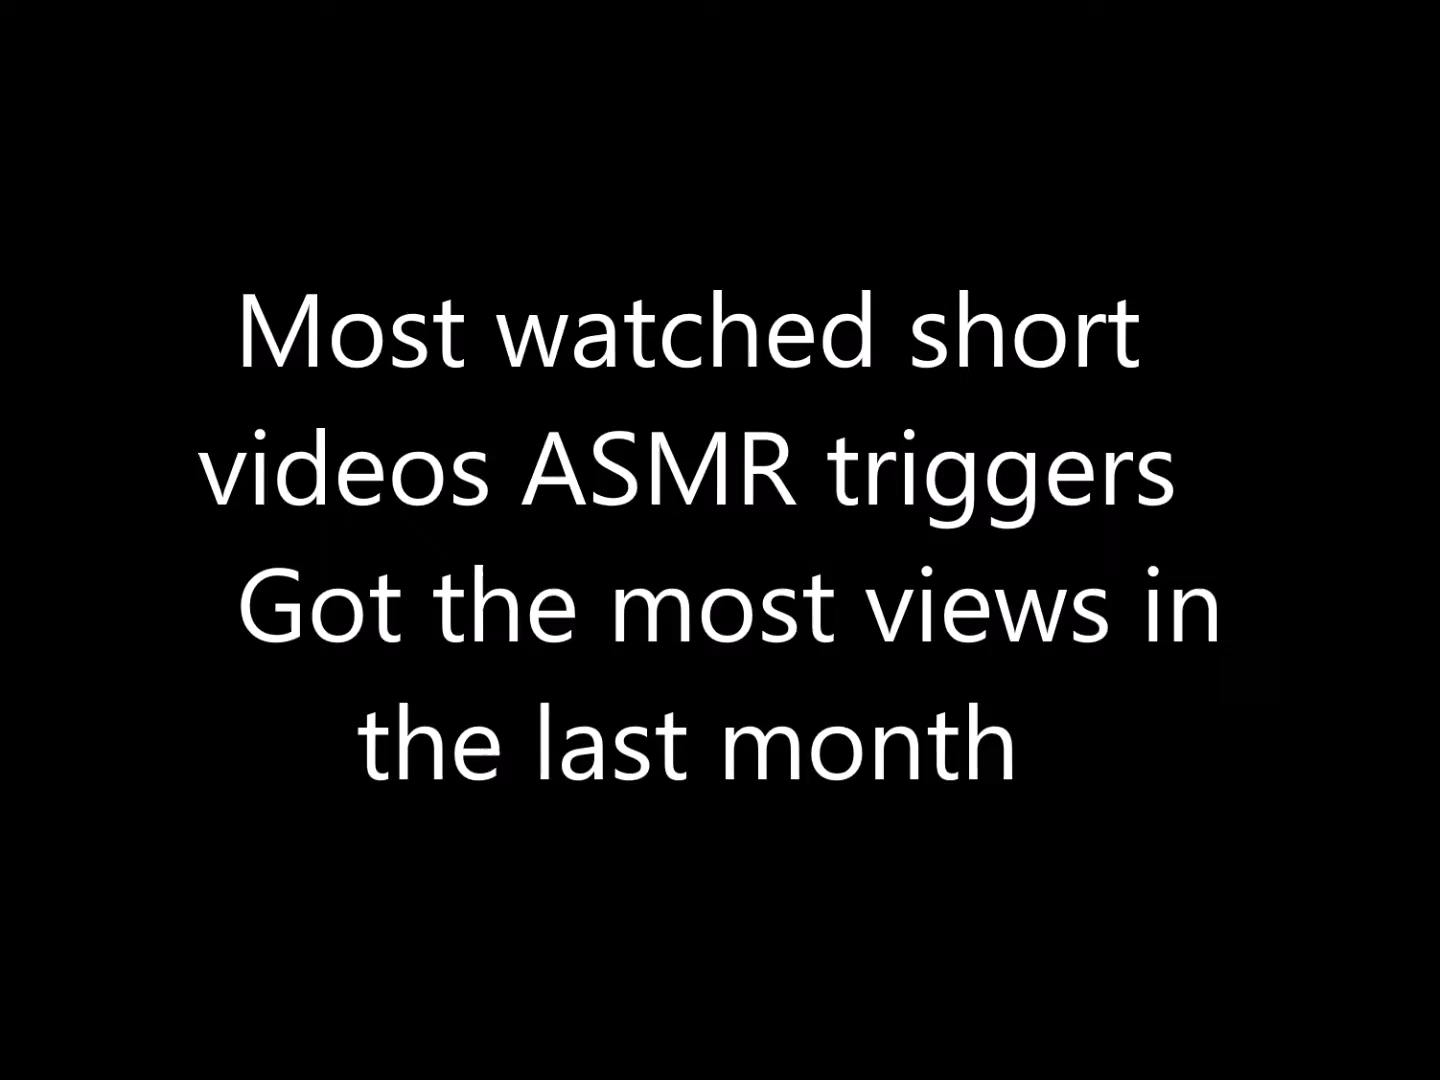 Most watched short
videos ASMR triggers
Got the most views in
the last month